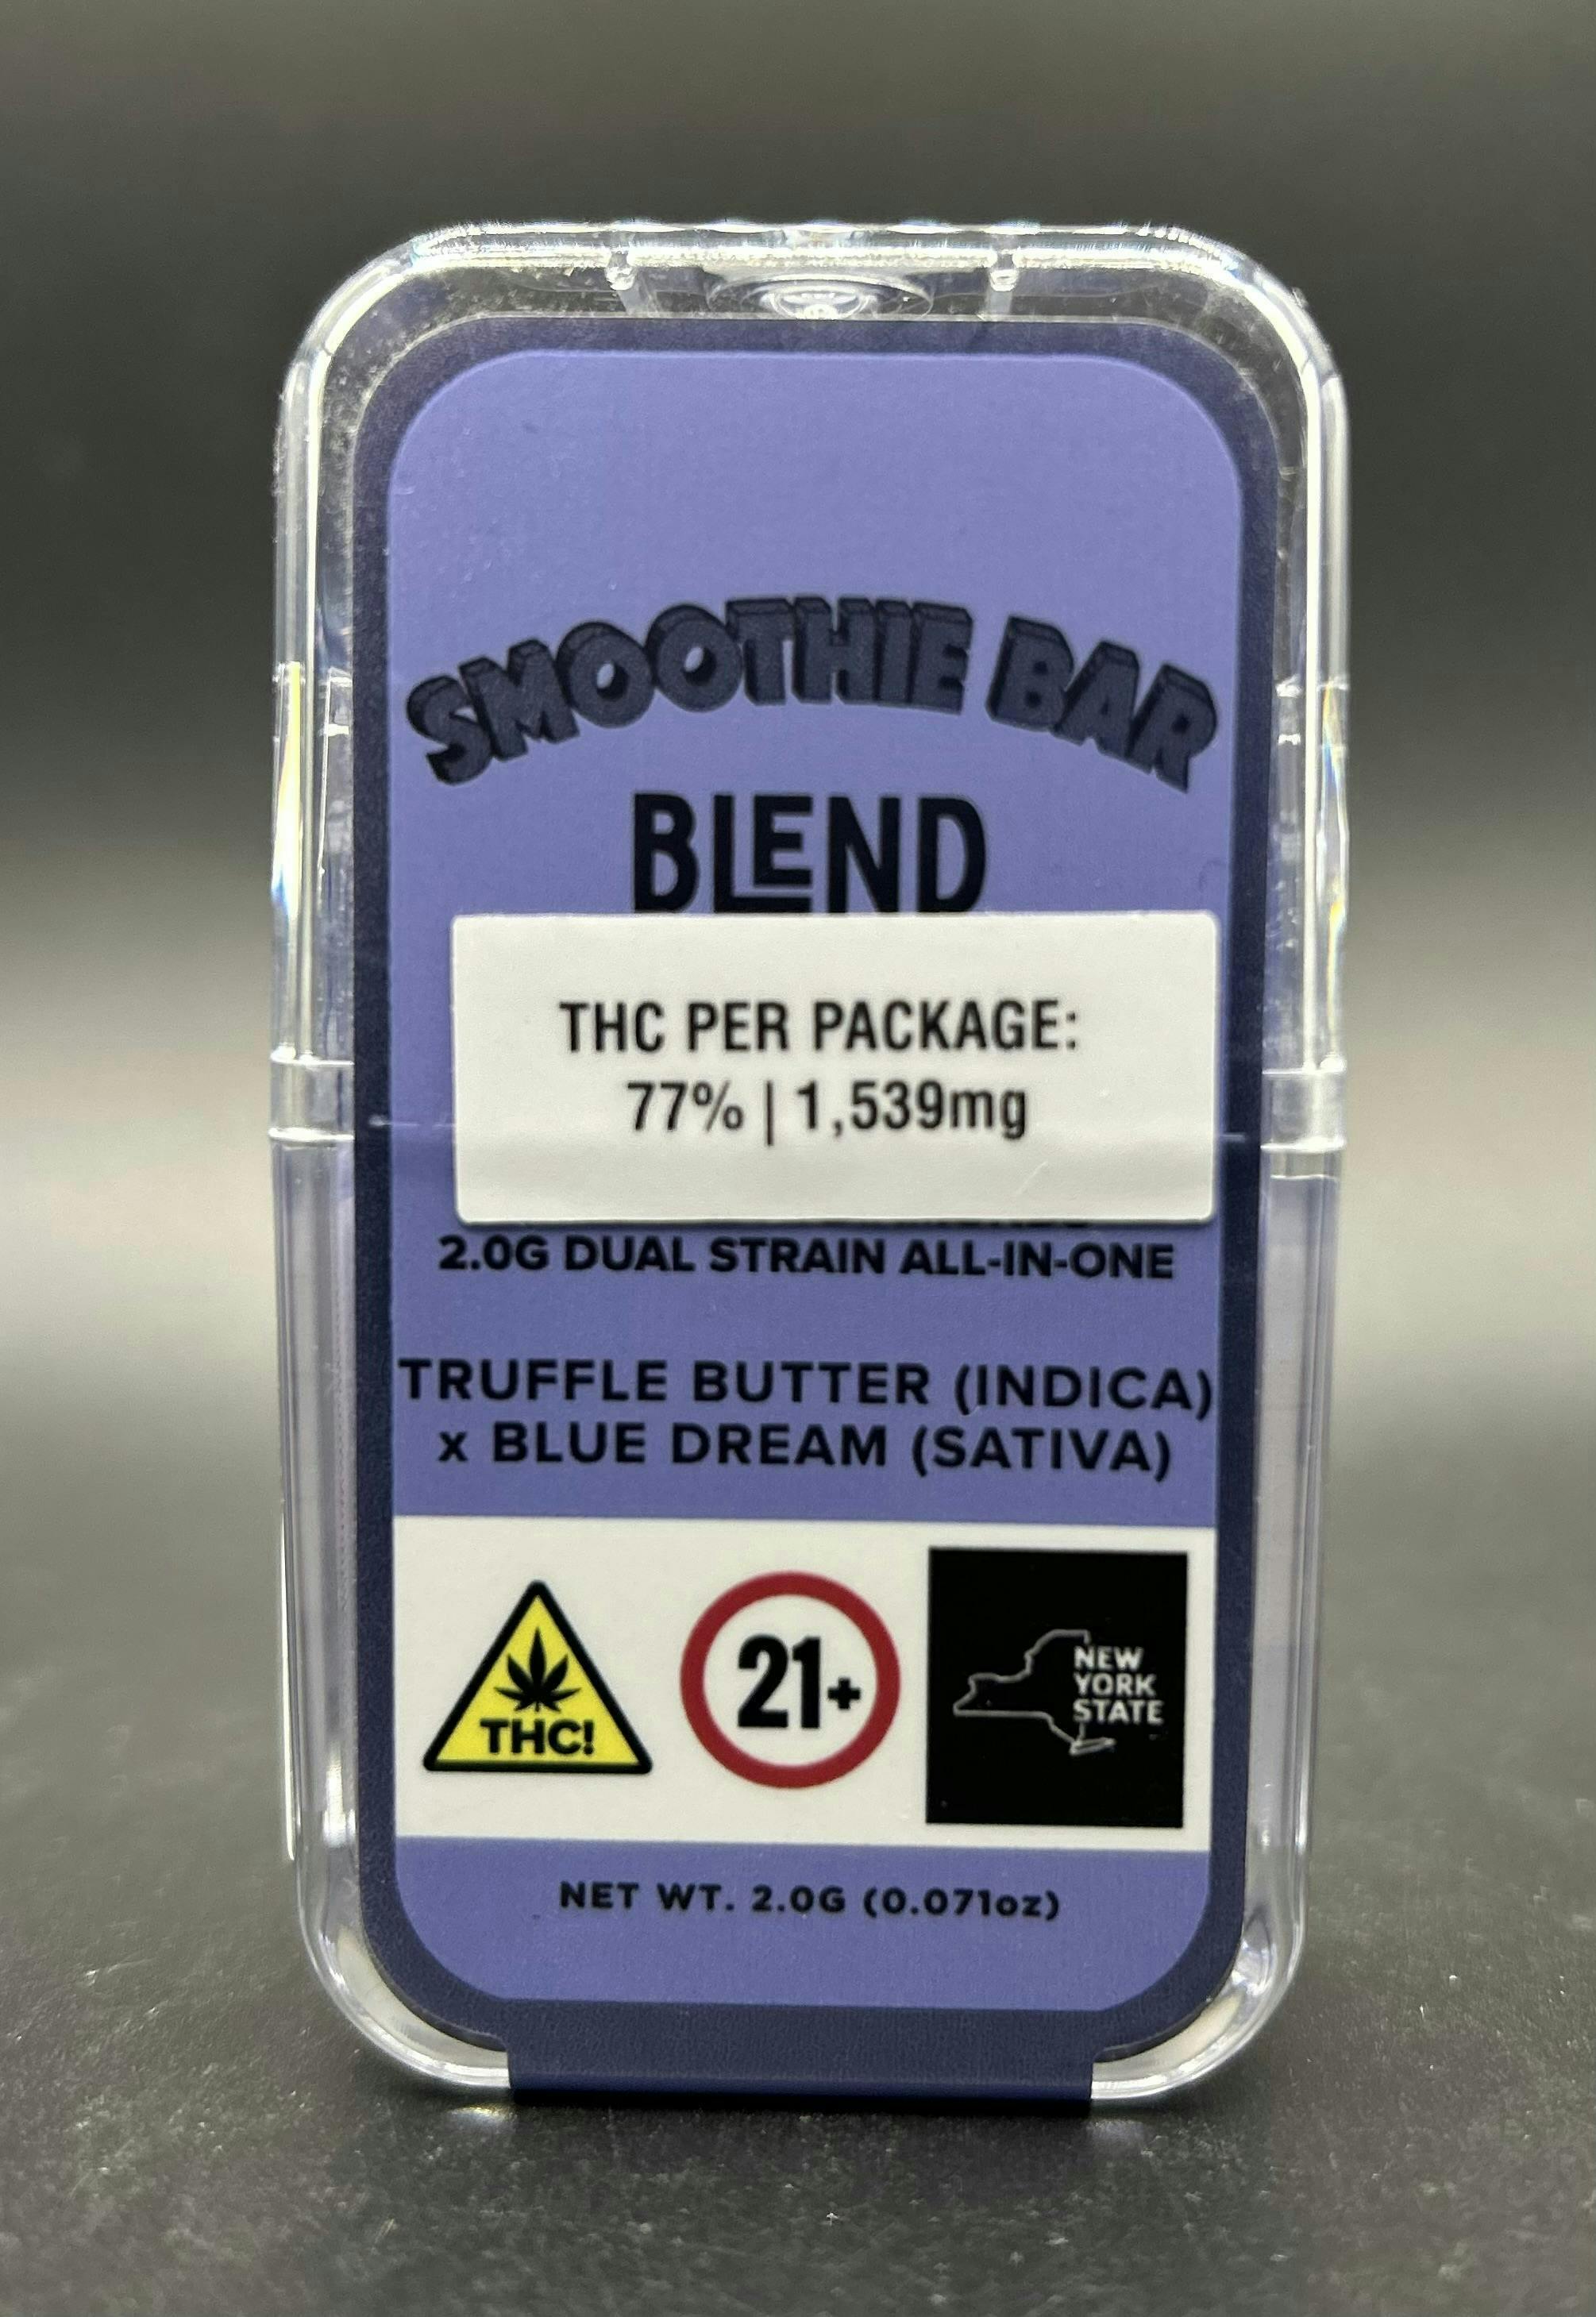 SMOOTHIE BAR
BLEND
THC PER PACKAGE:
77% | 1,539mg
2.0G DUAL STRAIN ALL-IN-ONE
TRUFFLE BUTTER (INDICA)
x BLUE DREAM (SATIVA)
THC!
21+
NEW
YORK
STATE
NET WT. 2.0G (0.071oz)